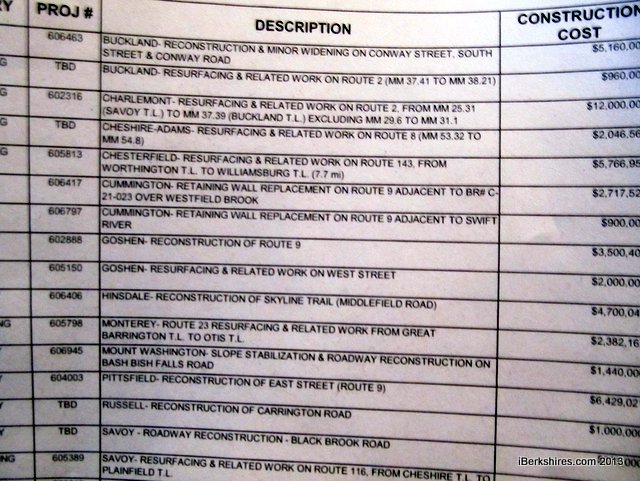 RY PROJ # DESCRIPTION CONSTRUCTION
COST
606463 BUCKLAND- RECONSTRUCTION & MINOR WIDENING ON CONWAY STREET, SOUTH $5,160,00
STREET & CONWAY ROAD
G TBD BUCKLAND- RESURFACING & RELATED WORK ON ROUTE 2 (MM 37.41 TO MM 38.21) $960,00
G 602316 CHARLEMONT- RESURFACING & RELATED WORK ON ROUTE 2, FROM MM 25.31 $12,000,00
(SAVOY T.L.) TO MM 37.39 (BUCKLAND T.L.) EXCLUDING MM 29.6 TO MM 31.1
G TBD CHESHIRE-ADAMS- RESURFACING & RELATED WORK ON ROUTE 8 (MM 53.32 TO $2,046,56
MM 54.8)
G 605813 CHESTERFIELD- RESURFACING & RELATED WORK ON ROUTE 143, FROM $5,766,95
WORTHINGTON T.L. TO WILLIAMSBURG T.L. (7.7 mi)
606417 CUMMINGTON- RETAINING WALL REPLACEMENT ON ROUTE 9 ADJACENT TO BR# C- $2,717,52
21-023 OVER WESTFIELD BROOK
606797 CUMMINGTON- RETAINING WALL REPLACEMENT ON ROUTE 9 ADJACENT TO SWIFT $900,00
RIVER
602888 GOSHEN- RECONSTRUCTION OF ROUTE 9 $3,500,40
605150 GOSHEN- RESURFACING & RELATED WORK ON WEST STREET $2,000,00
606406 HINSDALE- RECONSTRUCTION OF SKYLINE TRAIL (MIDDLEFIELD ROAD) $4,700,04
NG 605798 MONTEREY- ROUTE 23 RESURFACING & RELATED WORK FROM GREAT $2,382,16
BARRINGTON T.L. TO OTIS T.L.
Y 606945 MOUNT WASHINGTON- SLOPE STABILIZATION & ROADWAY RECONSTRUCTION ON $1,440,00
BASH BISH FALLS ROAD
Y 604003 PITTSFIELD- RECONSTRUCTION OF EAST STREET (ROUTE 9) $6,429,02
Y TBD RUSSELL- RECONSTRUCTION OF CARRINGTON ROAD $1,000,00
Y TBD SAVOY - ROADWAY RECONSTRUCTION - BLACK BROOK ROAD
NG 605389 SAVOY- RESURFACING & RELATED WORK ON ROUTE 116, FROM CHESHIRE T.L. TO
PLAINFIELD T.L.
iBerkshires.com 2013